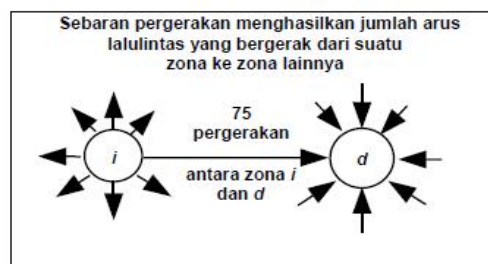 Sebaran pergerakan menghasilkan jumlah arus
lalulintas yang bergerak dari suatu
zona ke zona lainnya
75
pergerakan
i
d
antara zona i
dan d